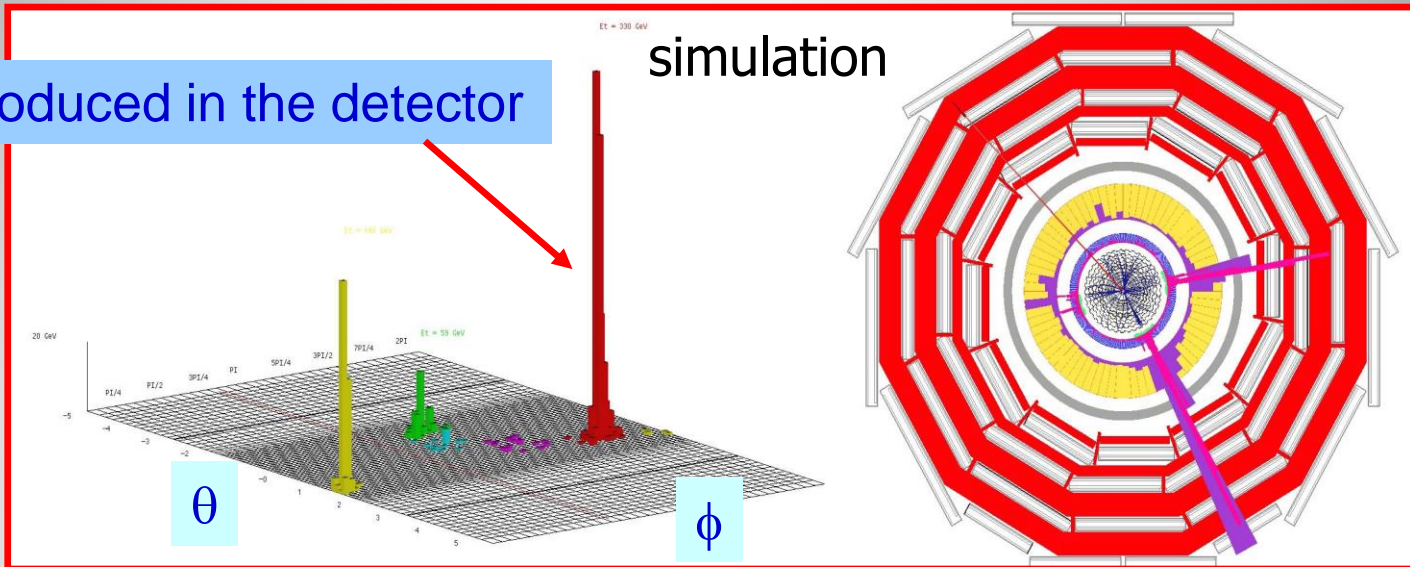 Et = 330 GeV
simulation
oduced in the detector
Et = 59 GeV
20 GeV
PI/4
PI/2
3PI/4
PI
5PI/4
3PI/2
7PI/4
2PI
-5
-4
-3
-2
-0
1
2
3
4
5
θ
ϕ